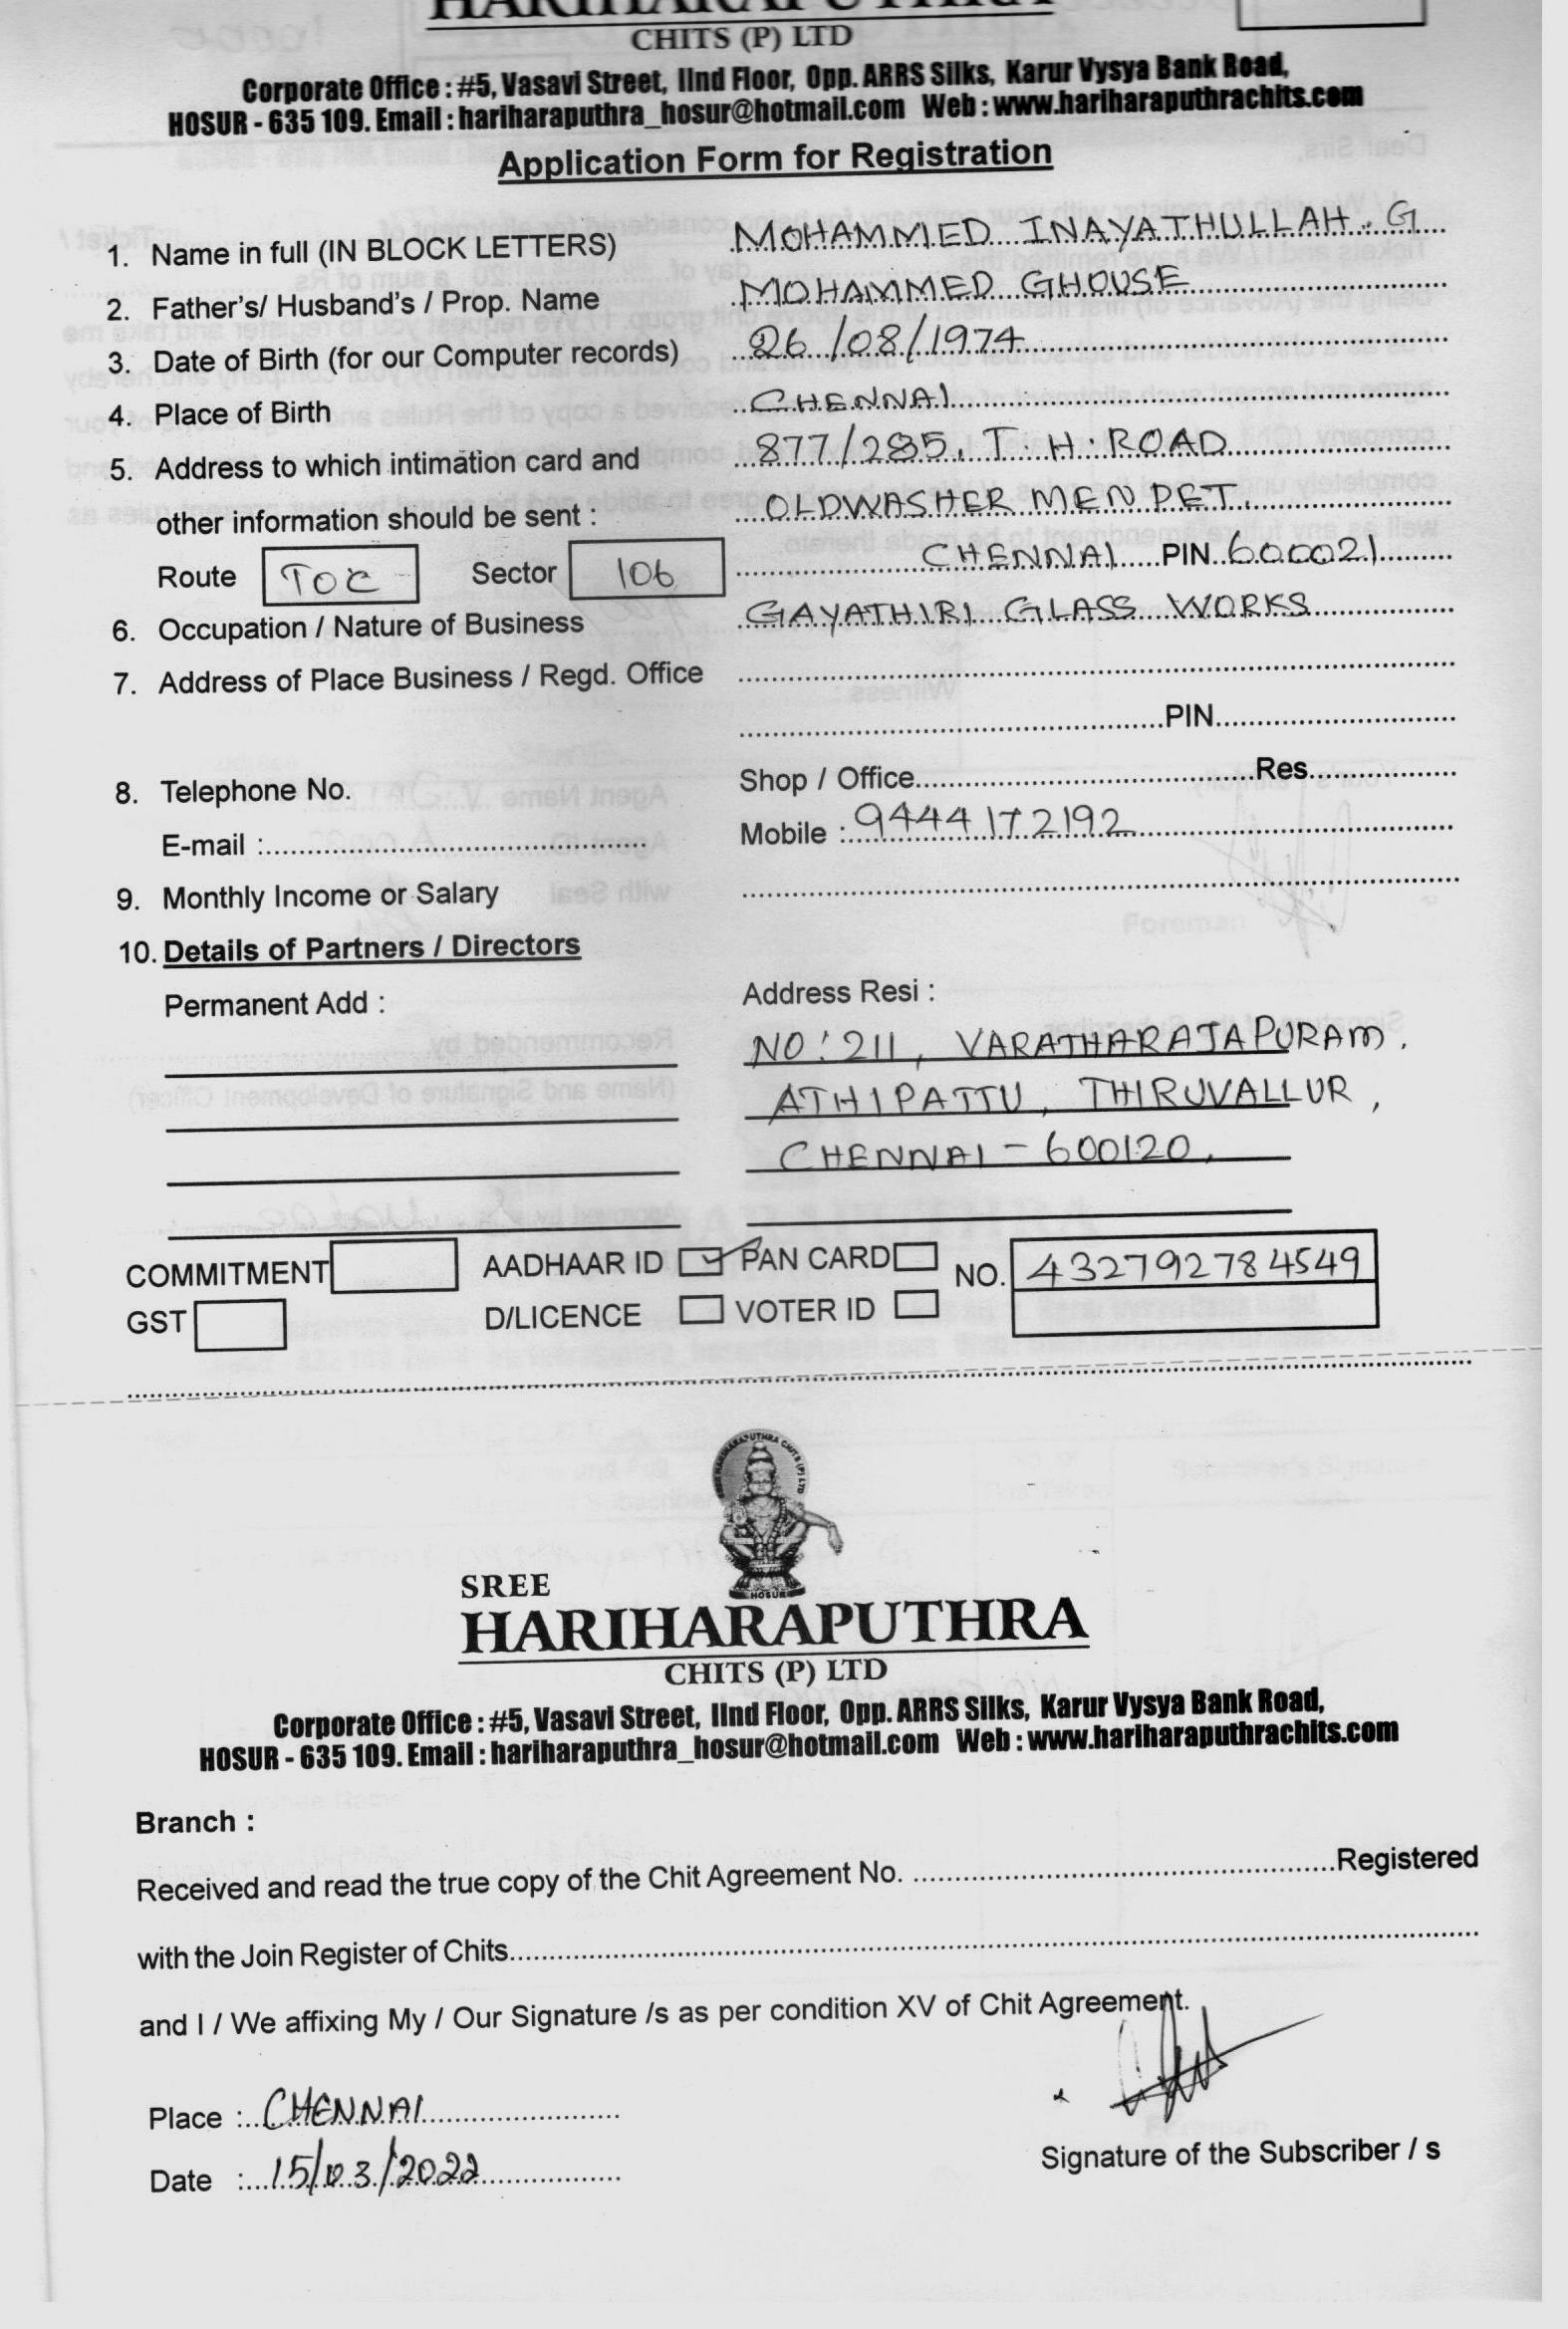 HARIHARAPUTHRA
CHITS (P) LTD
Corporate Office : #5, Vasavi Street, IInd Floor, Opp. ARRS Silks, Karur Vysya Bank Road,
HOSUR - 635 109. Email : hariharaputhra_hosur@hotmail.com Web : www.hariharaputhrachits.com
Application Form for Registration
1. Name in full (IN BLOCK LETTERS) MOHAMMED INAYATHULLAH. G
2. Father's/ Husband's / Prop. Name MOHAMMED GHOUSE
3. Date of Birth (for our Computer records) 26/08/1974
4. Place of Birth CHENNAI
5. Address to which intimation card and 877/285, T. H. ROAD
other information should be sent : OLDWASHER MEN PET.
Route TOC Sector 106 CHENNAI PIN 600021
6. Occupation / Nature of Business GAYATHIRI GLASS WORKS
7. Address of Place Business / Regd. Office
PIN
8. Telephone No. Shop / Office Res
E-mail : Mobile : 9444172192
9. Monthly Income or Salary
10. Details of Partners / Directors
Permanent Add : Address Resi :
NO: 211, VARATHARAJAPURAM.
ATHIPATTU, THIRUVALLUR,
CHENNAI - 600120.
COMMITMENT AADHAAR ID PAN CARD NO. 432792784549
GST D/LICENCE VOTER ID
SREE HARIHARAPUTHRA CHITS (P) LTD
HOSUR
SREE
HARIHARAPUTHRA
CHITS (P) LTD
Corporate Office : #5, Vasavi Street, IInd Floor, Opp. ARRS Silks, Karur Vysya Bank Road,
HOSUR - 635 109. Email : hariharaputhra_hosur@hotmail.com Web : www.hariharaputhrachits.com
Branch :
Received and read the true copy of the Chit Agreement No. Registered
with the Join Register of Chits
and I / We affixing My / Our Signature /s as per condition XV of Chit Agreement.
Place : CHENNAI
Date : 15/03/2022
Signature of the Subscriber / s